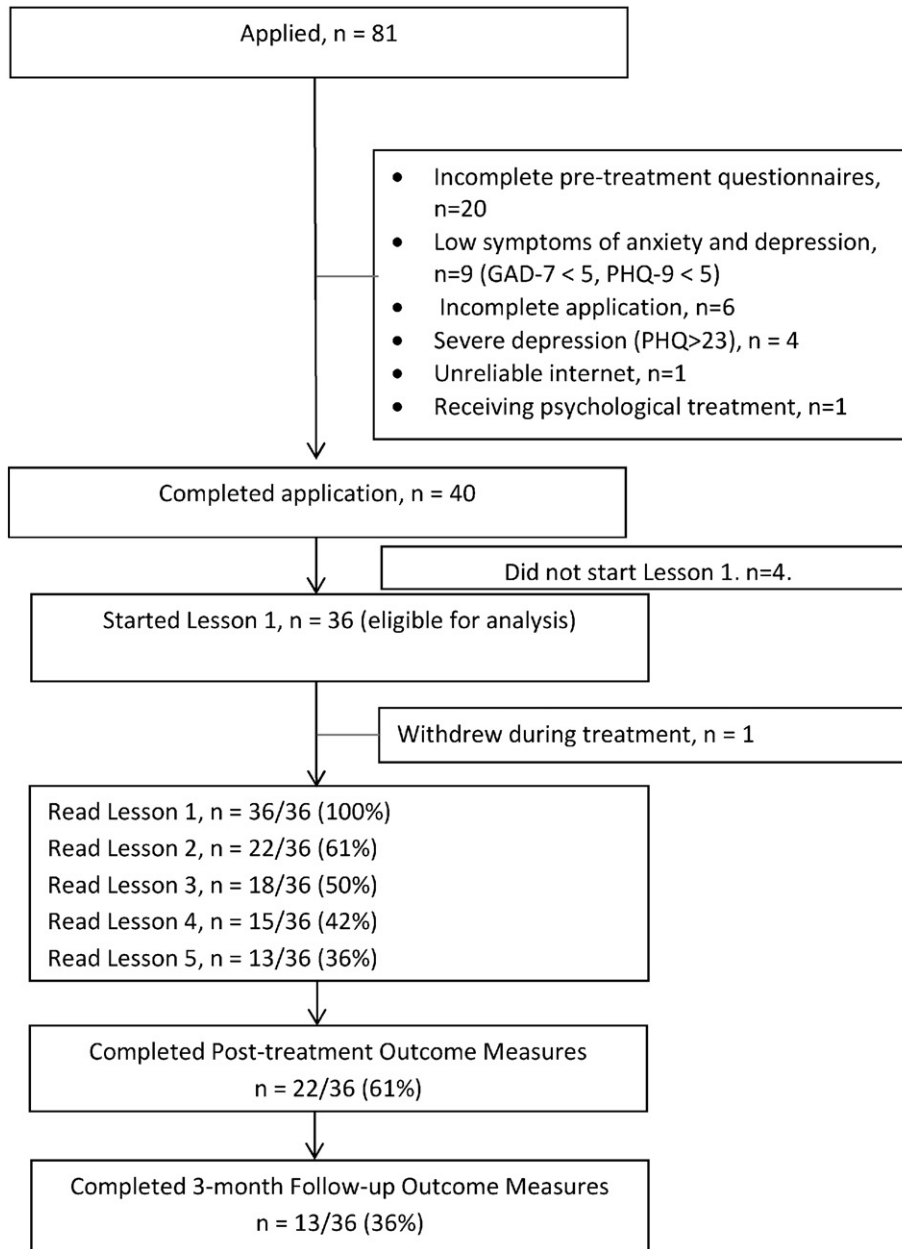 Applied, n = 81
• Incomplete pre-treatment questionnaires,
n=20
• Low symptoms of anxiety and depression,
n=9 (GAD-7 < 5, PHQ-9 < 5)
• Incomplete application, n=6
• Severe depression (PHQ>23), n = 4
• Unreliable internet, n=1
• Receiving psychological treatment, n=1
Completed application, n = 40
Did not start Lesson 1. n=4.
Started Lesson 1, n = 36 (eligible for analysis)
Withdrew during treatment, n = 1
Read Lesson 1, n = 36/36 (100%)
Read Lesson 2, n = 22/36 (61%)
Read Lesson 3, n = 18/36 (50%)
Read Lesson 4, n = 15/36 (42%)
Read Lesson 5, n = 13/36 (36%)
Completed Post-treatment Outcome Measures
n = 22/36 (61%)
Completed 3-month Follow-up Outcome Measures
n = 13/36 (36%)